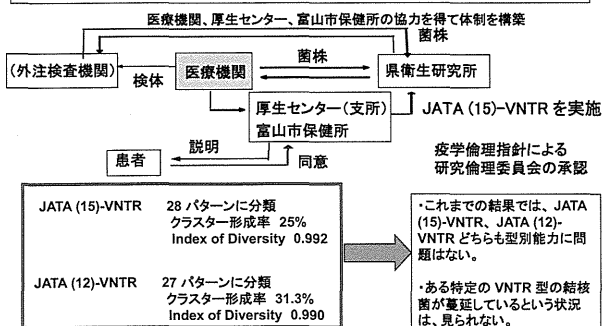 医療機関、厚生センター、富山市保健所の協力を得て体制を構築
菌株
(外注検査機関)
検体
医療機関
菌株
県衛生研究所
厚生センター(支所)
富山市保健所
JATA (15)-VNTR を実施
患者
説明
同意
疫学倫理指針による
研究倫理委員会の承認
JATA (15)-VNTR 28 パターンに分類
クラスター形成率 25%
Index of Diversity 0.992
JATA (12)-VNTR 27 パターンに分類
クラスター形成率 31.3%
Index of Diversity 0.990
・これまでの結果では、JATA
(15)-VNTR、JATA (12)-
VNTR どちらも型別能力に問
題はない。
・ある特定の VNTR 型の結核
菌が蔓延しているという状況
は、見られない。